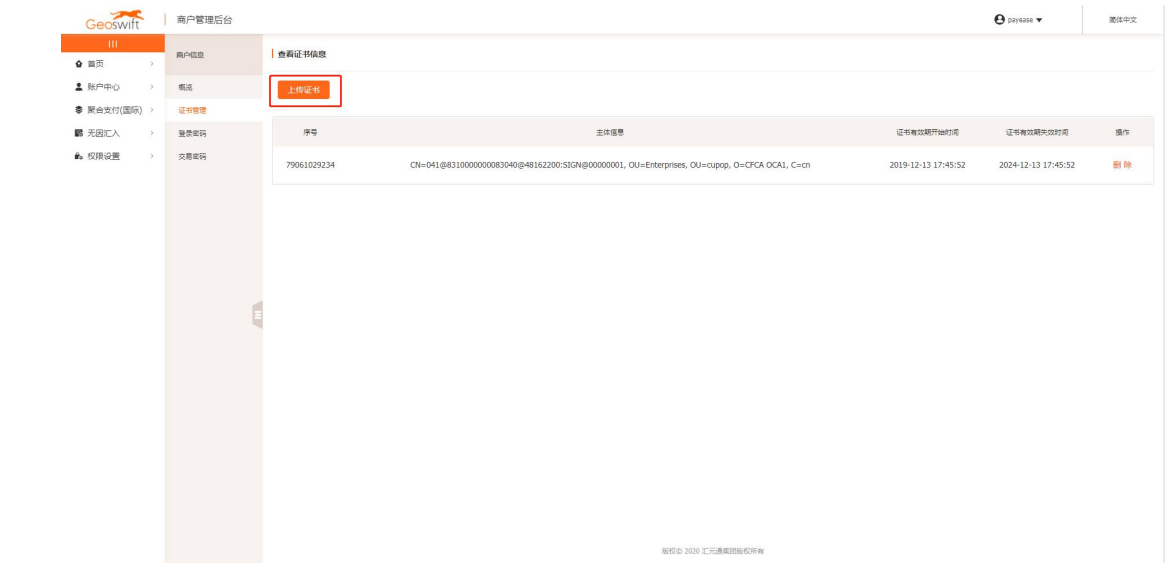 Geoswift
商户管理后台
payease
简体中文
首页
账户中心
聚合支付(国际)
无因汇入
权限设置
商户信息
概览
证书管理
登录密码
交易密码
查看证书信息
上传证书
序号 主体信息 证书有效期开始时间 证书有效期失效时间 操作
79061029234 CN=041@8310000000083040@48162200:SIGN@00000001, OU=Enterprises, OU=cupop, O=CFCA OCA1, C=cn 2019-12-13 17:45:52 2024-12-13 17:45:52 删 除
版权© 2020 汇元通集团版权所有